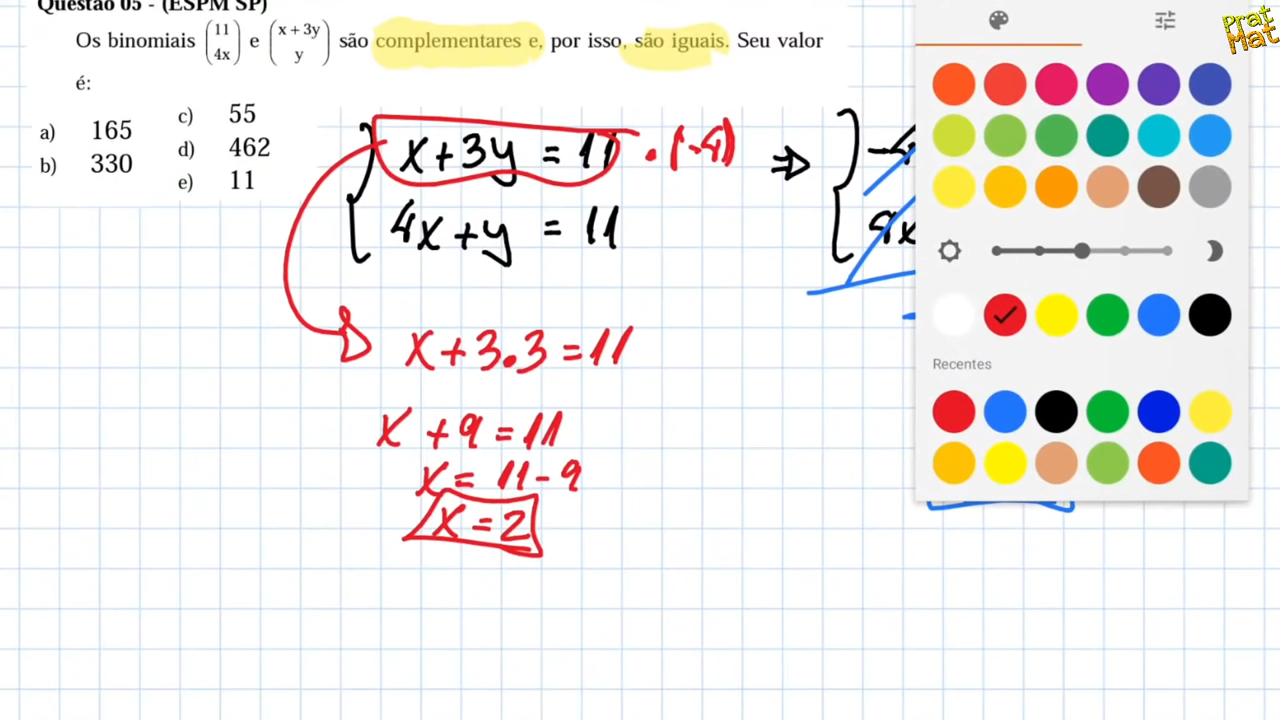 Questão 05 - (ESPM SP)
Os binomiais (11 4x) e (x + 3y y) são complementares e, por isso, são iguais. Seu valor
é:
a) 165
b) 330
c) 55
d) 462
e) 11
x+3y = 11 . (-4) ⇒
4x+y = 11
4x
x+3.3=11
x+9=11
x= 11-9
x=2
Recentes
Prat
Mat